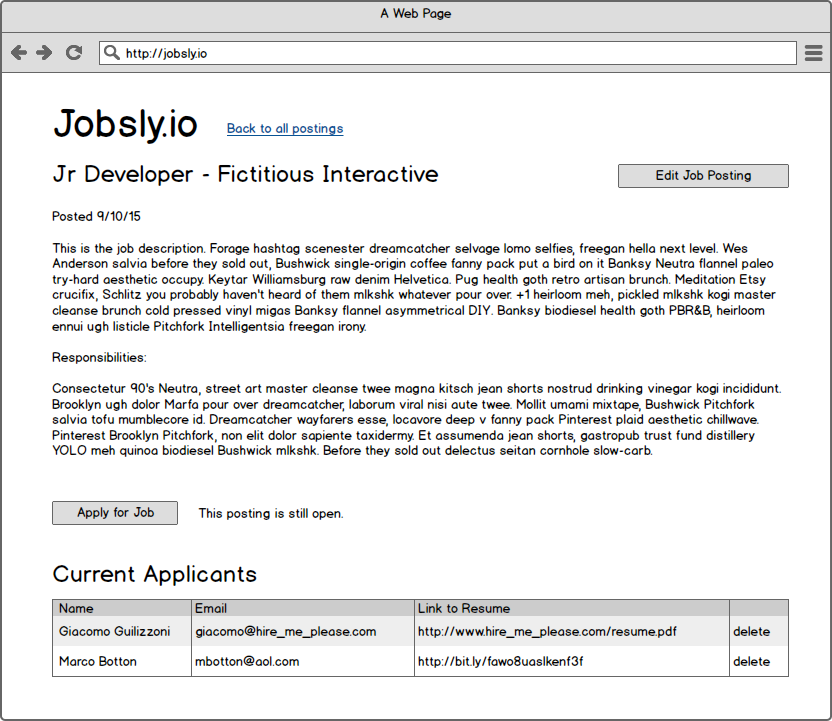 A Web Page
http://jobsly.io
Jobsly.io Back to all postings
Jr Developer - Fictitious Interactive Edit Job Posting
Posted 9/10/15
This is the job description. Forage hashtag scenester dreamcatcher selvage lomo selfies, freegan hella next level. Wes
Anderson salvia before they sold out, Bushwick single-origin coffee fanny pack put a bird on it Banksy Neutra flannel paleo
try-hard aesthetic occupy. Keytar Williamsburg raw denim Helvetica. Pug health goth retro artisan brunch. Meditation Etsy
crucifix, Schlitz you probably haven't heard of them mlkshk whatever pour over. +1 heirloom meh, pickled mlkshk kogi master
cleanse brunch cold pressed vinyl migas Banksy flannel asymmetrical DIY. Banksy biodiesel health goth PBR&B, heirloom
ennui ugh listicle Pitchfork Intelligentsia freegan irony.
Responsibilities:
Consectetur 90's Neutra, street art master cleanse twee magna kitsch jean shorts nostrud drinking vinegar kogi incididunt.
Brooklyn ugh dolor Marfa pour over dreamcatcher, laborum viral nisi aute twee. Mollit umami mixtape, Bushwick Pitchfork
salvia tofu mumblecore id. Dreamcatcher wayfarers esse, locavore deep v fanny pack Pinterest plaid aesthetic chillwave.
Pinterest Brooklyn Pitchfork, non elit dolor sapiente taxidermy. Et assumenda jean shorts, gastropub trust fund distillery
YOLO meh quinoa biodiesel Bushwick mlkshk. Before they sold out delectus seitan cornhole slow-carb.
Apply for Job This posting is still open.
Current Applicants
Name Email Link to Resume
Giacomo Guilizzoni giacomo@hire_me_please.com http://www.hire_me_please.com/resume.pdf delete
Marco Botton mbotton@aol.com http://bit.ly/fawo8uaslkenf3f delete